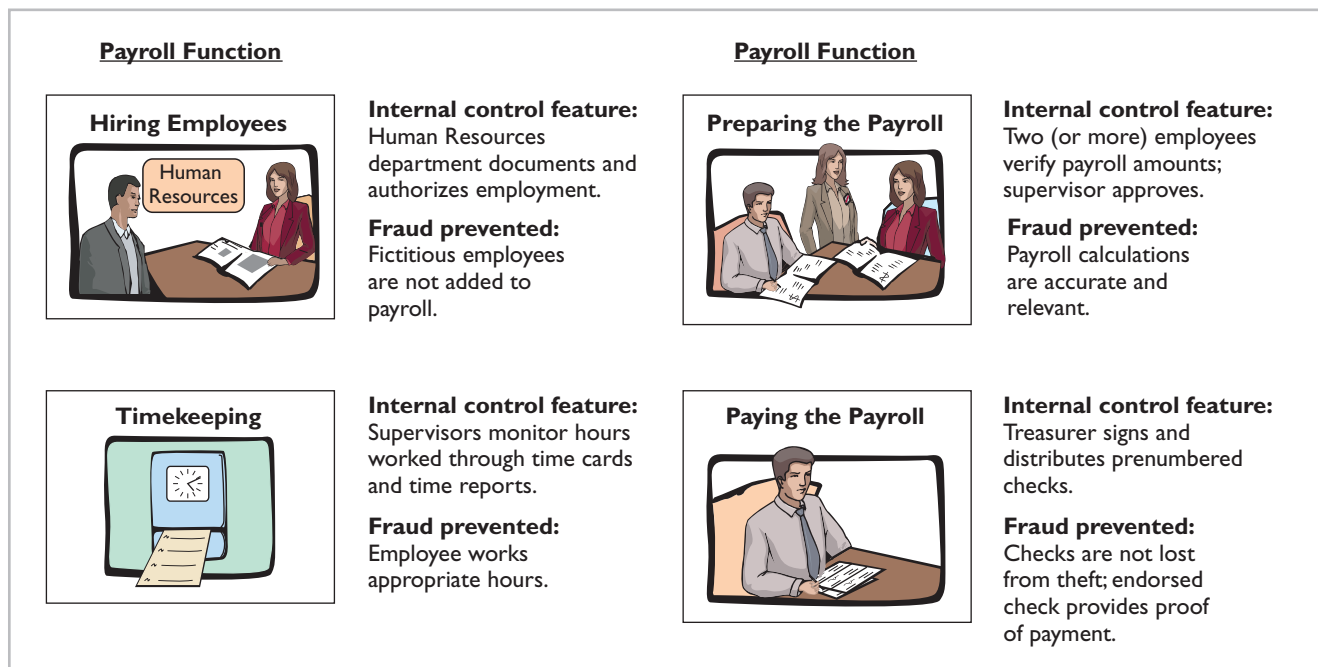 Payroll Function
Hiring Employees
Human
Resources
Internal control feature:
Human Resources
department documents and
authorizes employment.
Fraud prevented:
Fictitious employees
are not added to
payroll.
Timekeeping
Internal control feature:
Supervisors monitor hours
worked through time cards
and time reports.
Fraud prevented:
Employee works
appropriate hours.
Payroll Function
Preparing the Payroll
Internal control feature:
Two (or more) employees
verify payroll amounts;
supervisor approves.
Fraud prevented:
Payroll calculations
are accurate and
relevant.
Paying the Payroll
Internal control feature:
Treasurer signs and
distributes prenumbered
checks.
Fraud prevented:
Checks are not lost
from theft; endorsed
check provides proof
of payment.